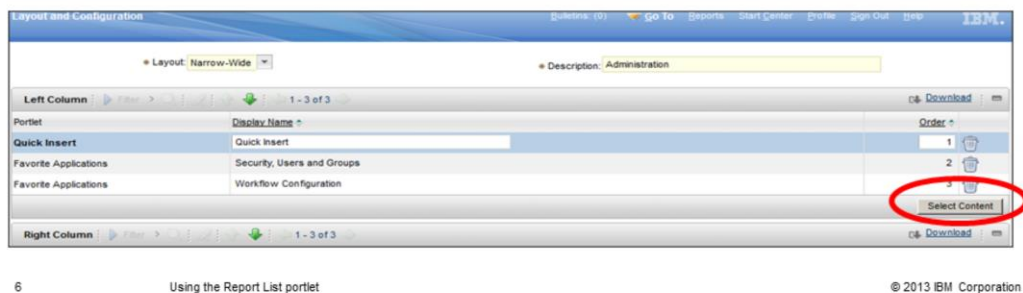 Layout and Configuration Bulletins: (0) Go To Reports Start Center Profile Sign Out Help IBM.
Layout: Narrow-Wide Description: Administration
Left Column Filter 1 - 3 of 3 Download
Portlet Display Name Order
Quick Insert Quick Insert 1
Favorite Applications Security, Users and Groups 2
Favorite Applications Workflow Configuration 3
Select Content
Right Column Filter 1 - 3 of 3 Download
6 Using the Report List portlet © 2013 IBM Corporation